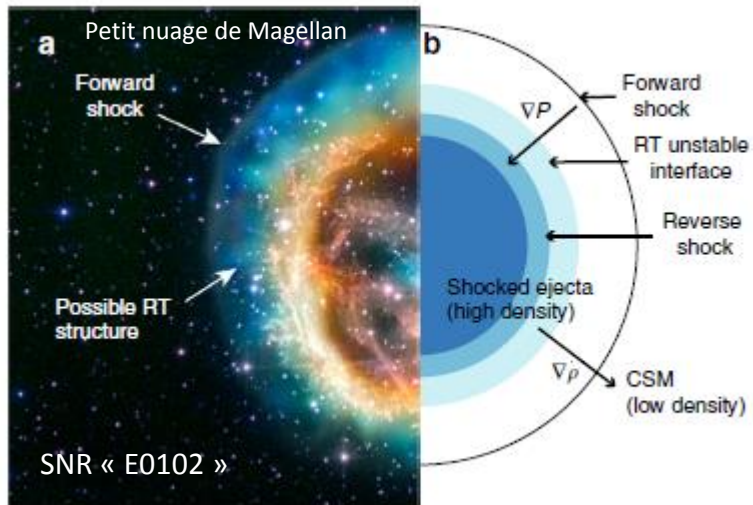 a
Petit nuage de Magellan
Forward
shock
Possible RT
structure
SNR « E0102 »
b
∇P
Forward
shock
RT unstable
interface
Reverse
shock
Shocked ejecta
(high density)
∇ρ
CSM
(low density)